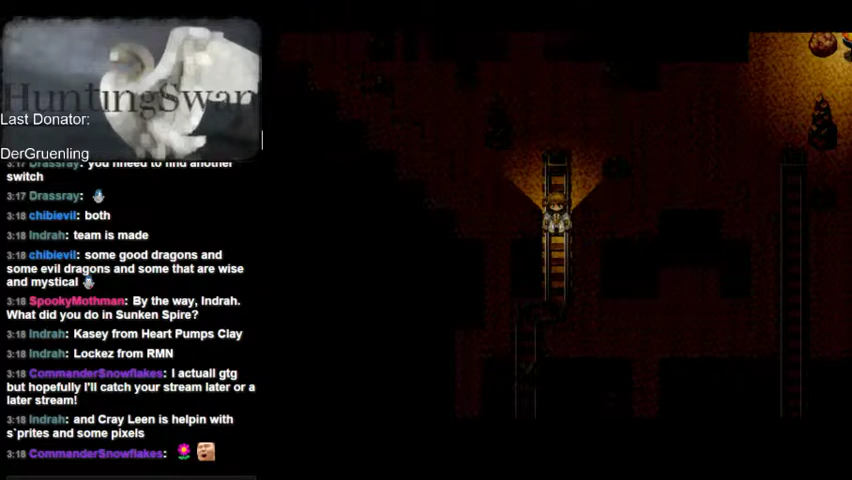 HuntingSwan
Last Donator:
DerGruenling
3:17 Drassray: you nneed to find another
switch
3:17 Drassray:
3:18 chibievil: both
3:18 Indrah: team is made
3:18 chibievil: some good dragons and
some evil dragons and some that are wise
and mystical
3:18 SpookyMothman: By the way, Indrah.
What did you do in Sunken Spire?
3:18 Indrah: Kasey from Heart Pumps Clay
3:18 Indrah: Lockez from RMN
3:18 CommanderSnowflakes: I actuall gtg
but hopefully I'll catch your stream later or a
later stream!
3:18 Indrah: and Cray Leen is helpin with
s`prites and some pixels
3:18 CommanderSnowflakes: